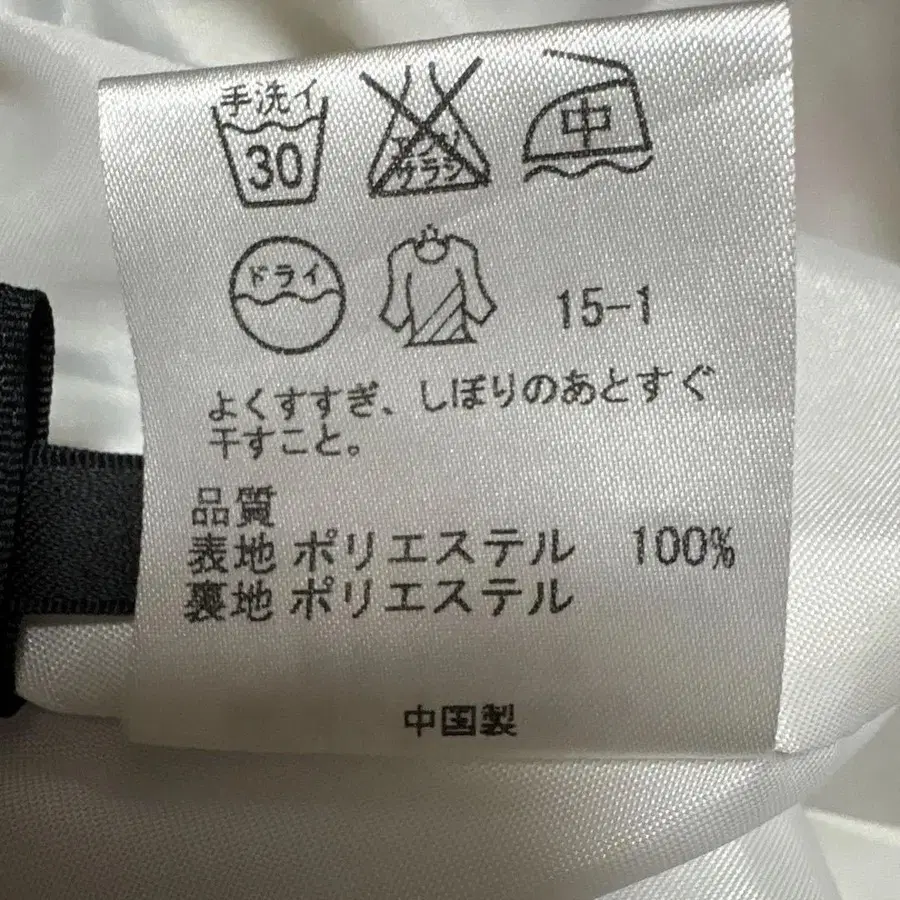 手洗イ
30
エンソ
サラシ
中
ドライ
15-1
よくすすぎ、しぼりのあとすぐ
干すこと。
品質
表地 ポリエステル 100%
裏地 ポリエステル
中国製